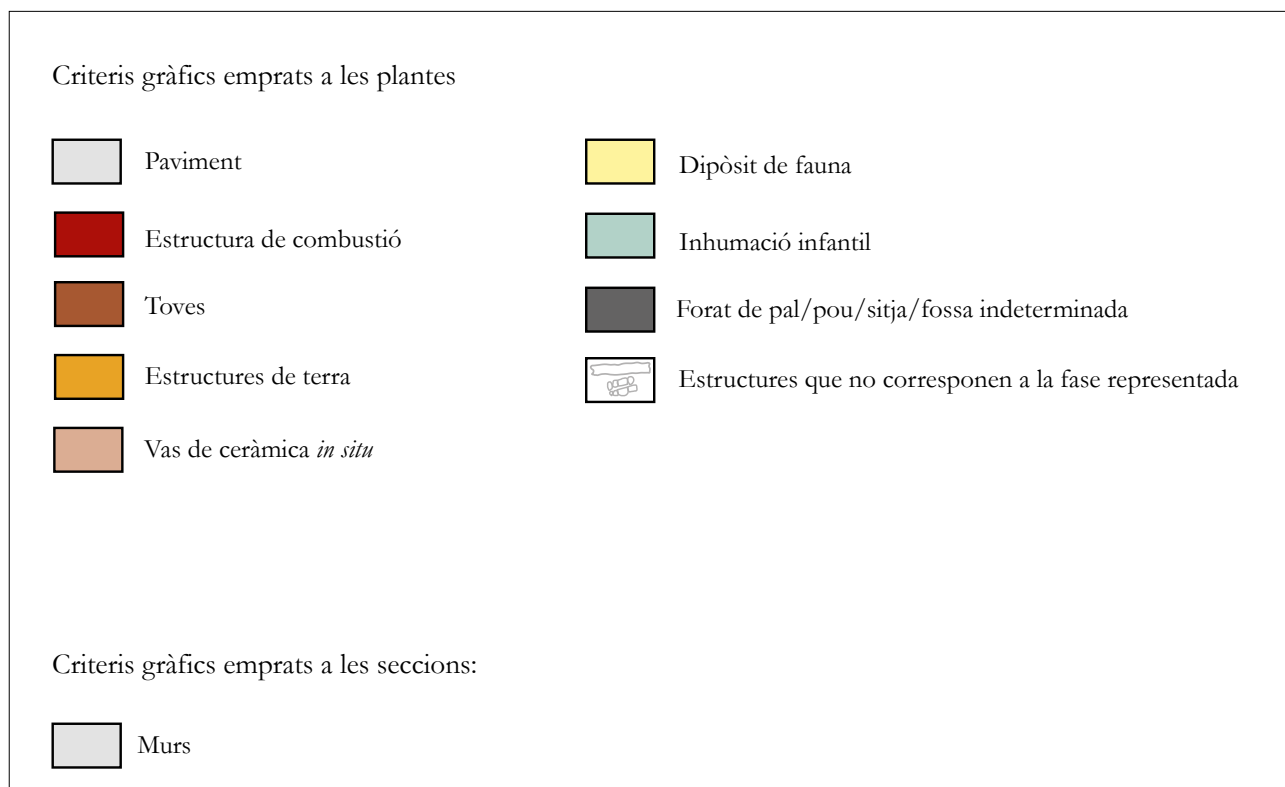 Criteris gràfics emprats a les plantes
Paviment
Estructura de combustió
Toves
Estructures de terra
Vas de ceràmica in situ
Dipòsit de fauna
Inhumació infantil
Forat de pal/pou/sitja/fossa indeterminada
Estructures que no corresponen a la fase representada
Criteris gràfics emprats a les seccions:
Murs